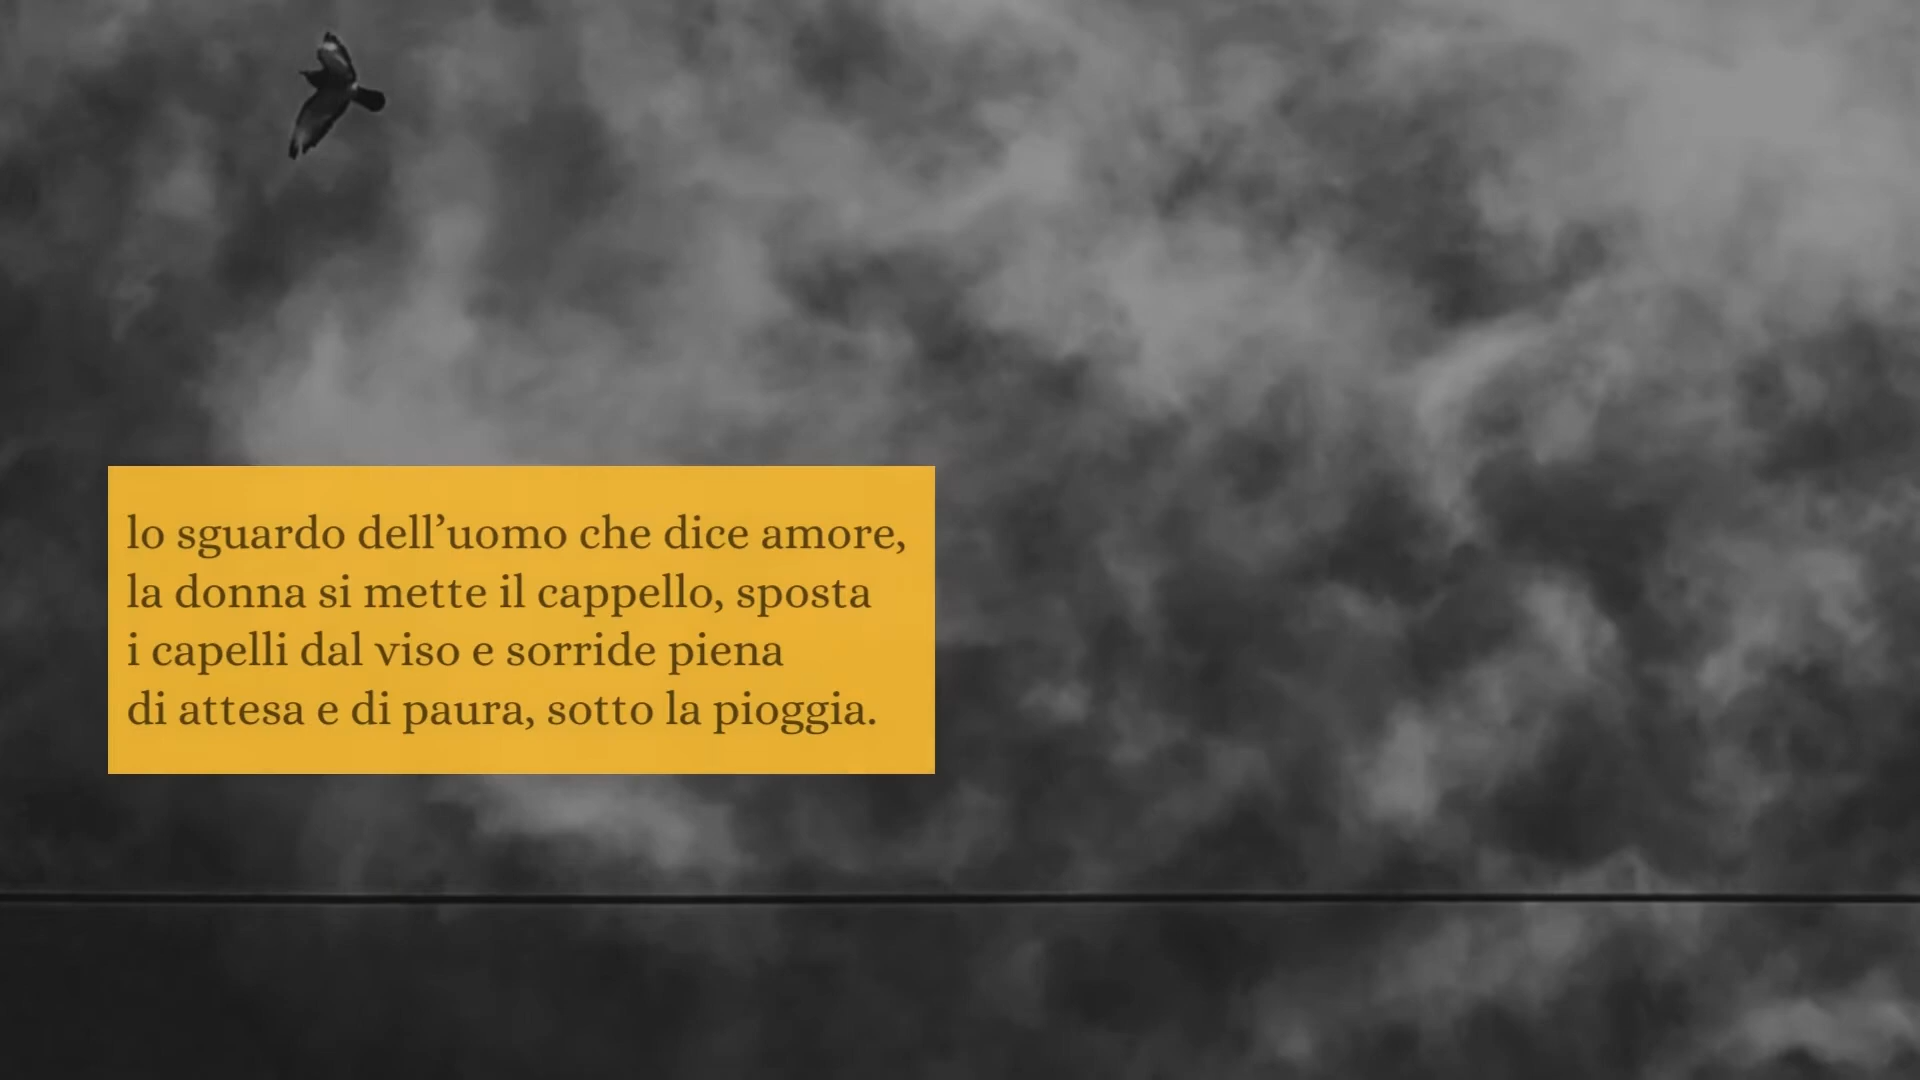 lo sguardo dell’uomo che dice amore,
la donna si mette il cappello, sposta
i capelli dal viso e sorride piena
di attesa e di paura, sotto la pioggia.